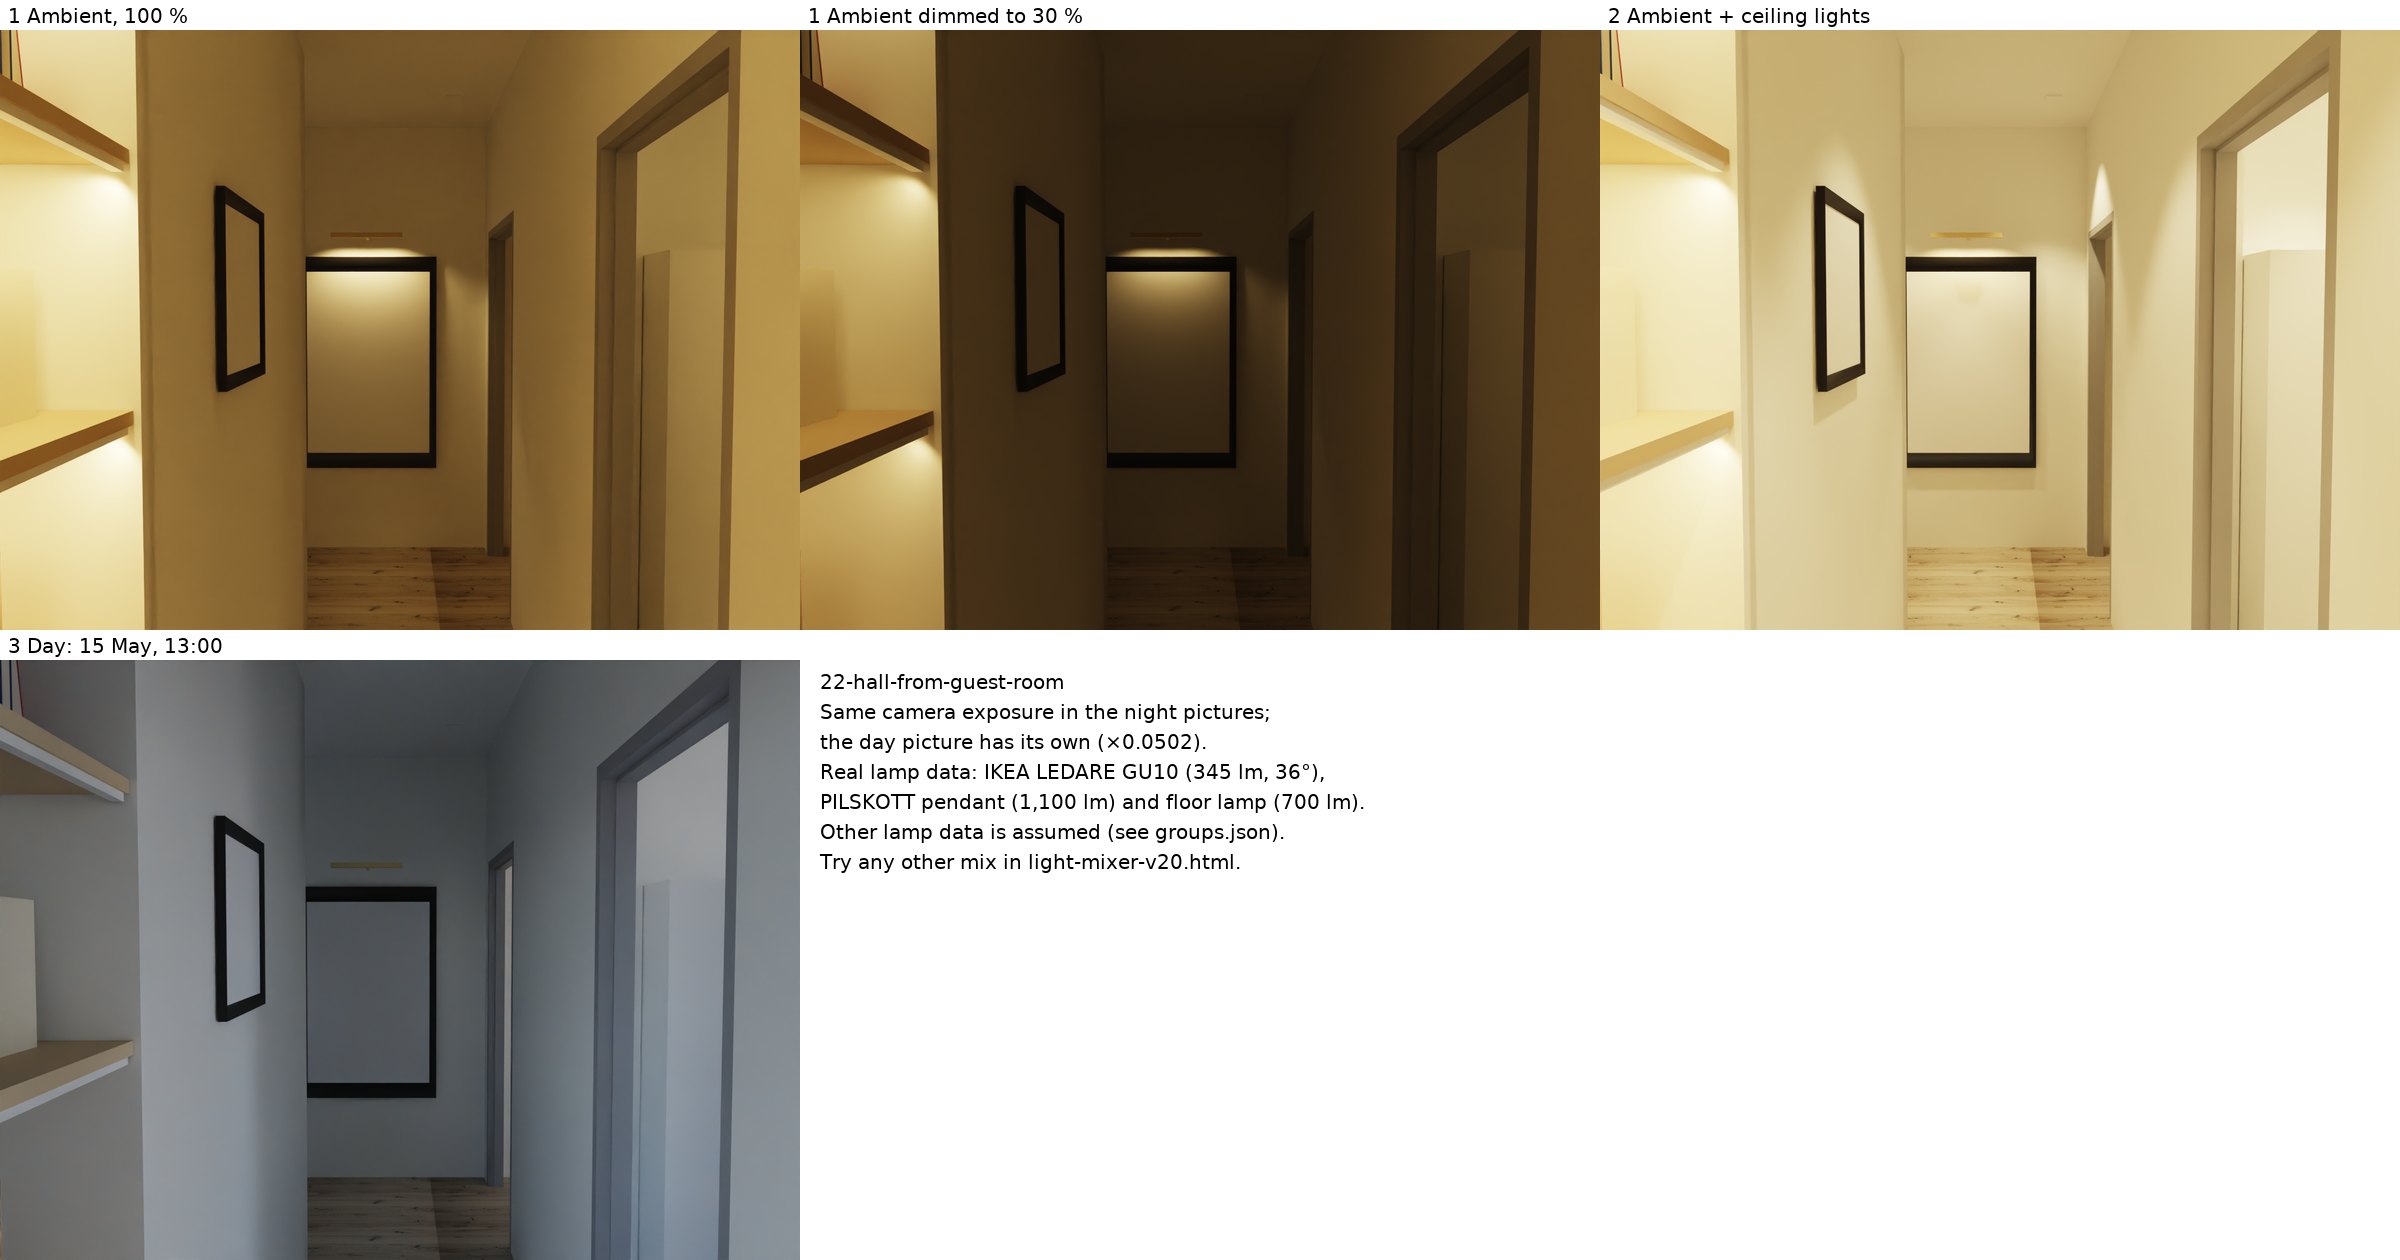 1 Ambient, 100 %
1 Ambient dimmed to 30 %
2 Ambient + ceiling lights
3 Day: 15 May, 13:00
22-hall-from-guest-room
Same camera exposure in the night pictures;
the day picture has its own (×0.0502).
Real lamp data: IKEA LEDARE GU10 (345 lm, 36°),
PILSKOTT pendant (1,100 lm) and floor lamp (700 lm).
Other lamp data is assumed (see groups.json).
Try any other mix in light-mixer-v20.html.